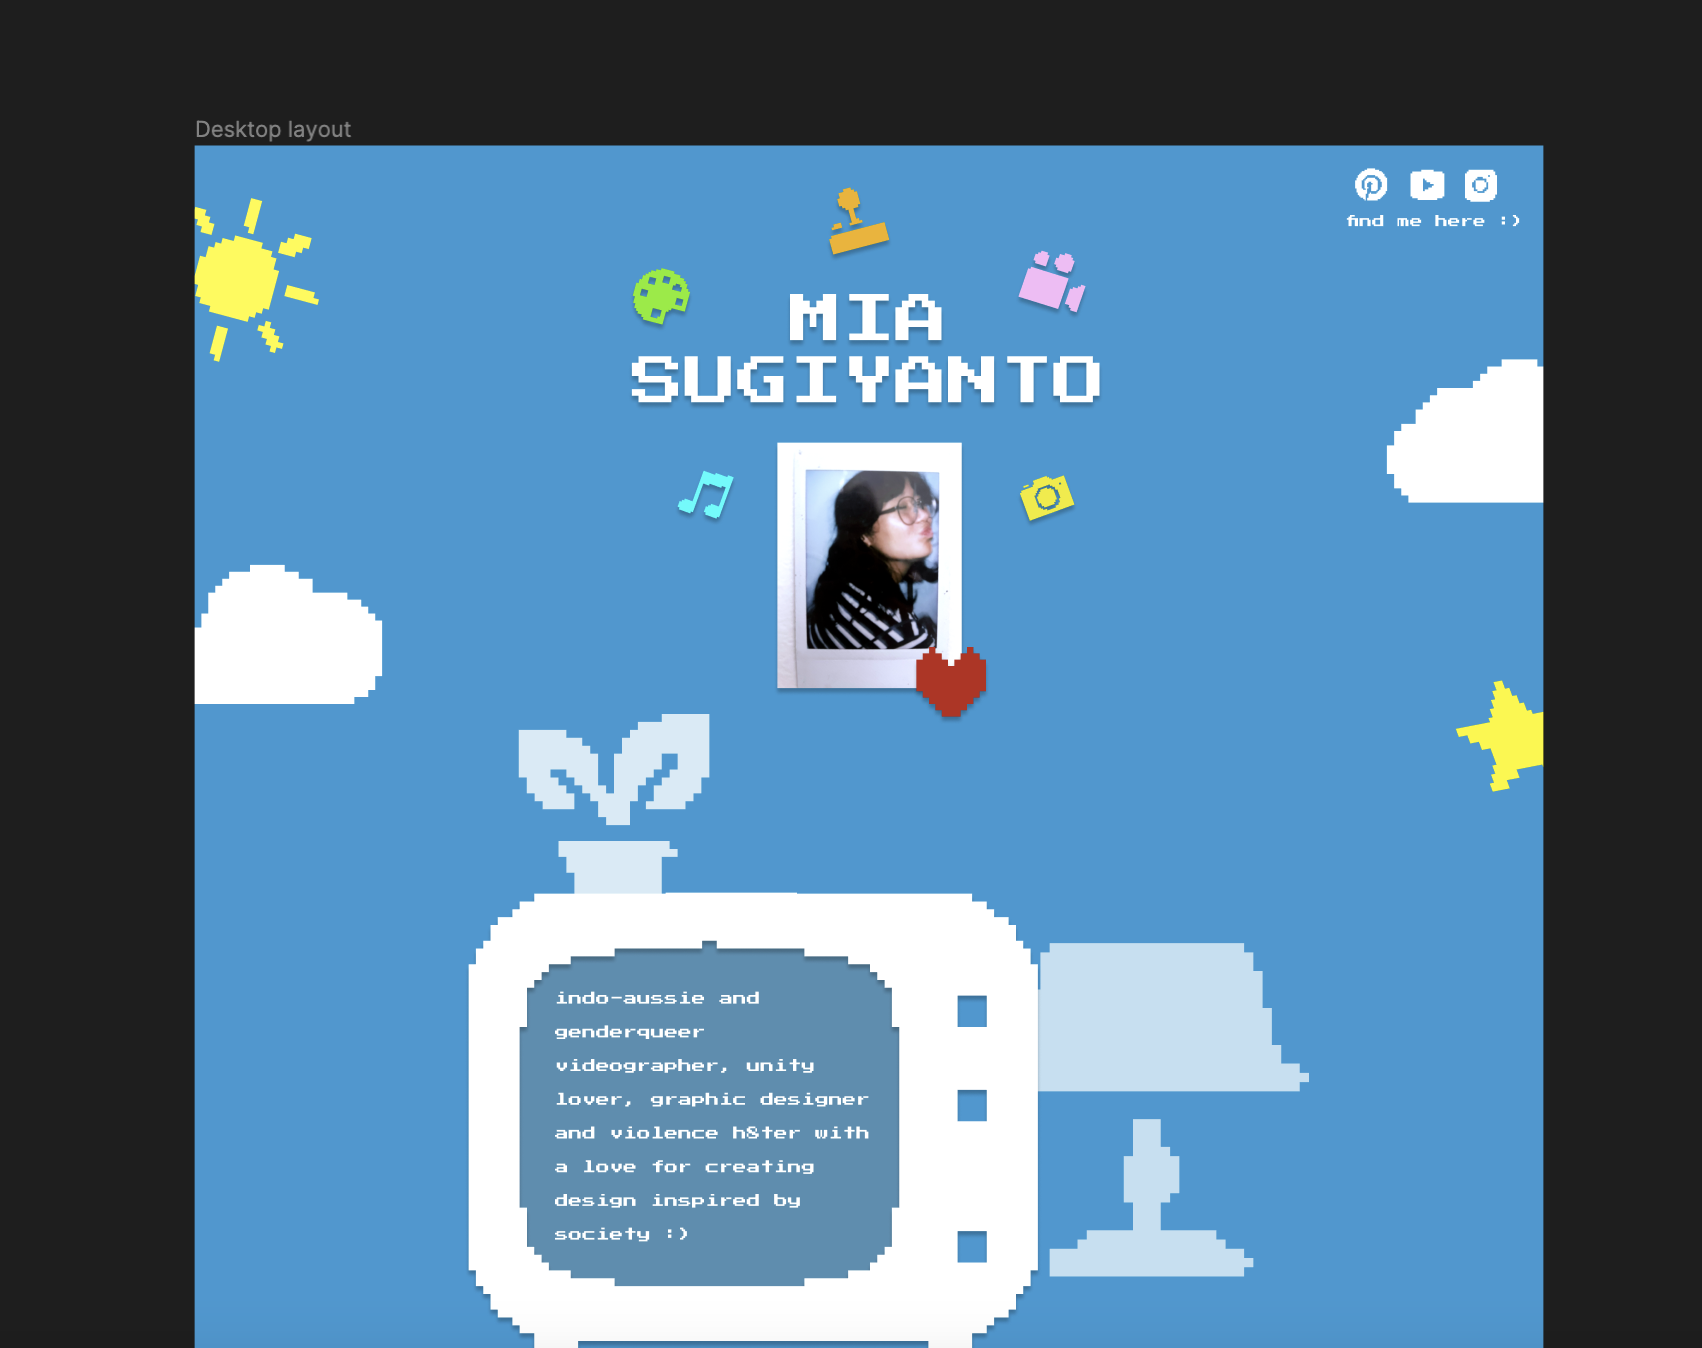 Desktop layout
find me here :)
MIA
SUGIYANTO
indo-aussie and
genderqueer
videographer, unity
lover, graphic designer
and violence h8ter with
a love for creating
design inspired by
society :)